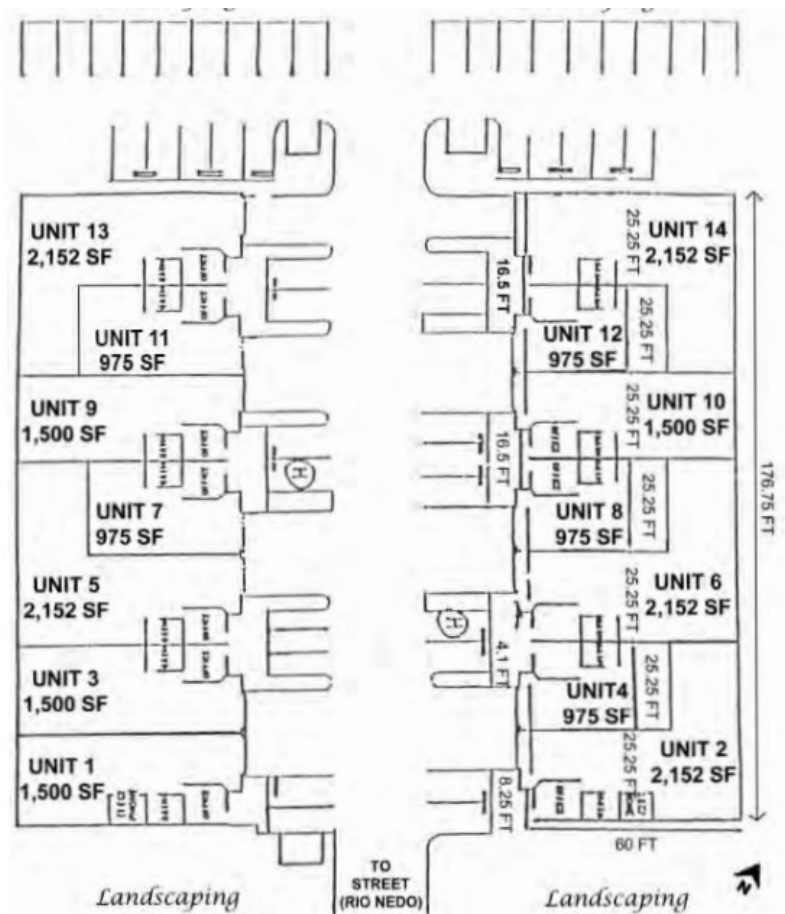 UNIT 13
2,152 SF
UNIT 11
975 SF
UNIT 9
1,500 SF
UNIT 7
975 SF
UNIT 5
2,152 SF
UNIT 3
1,500 SF
UNIT 1
1,500 SF
25.25 FT
UNIT 14
2,152 SF
16.5 FT
25.25 FT
UNIT 12
975 SF
25.25 FT
UNIT 10
1,500 SF
16.5 FT
OFFICE
OFFICE
25.25 FT
UNIT 8
975 SF
176.75 FT
25.25 FT
UNIT 6
2,152 SF
4.1 FT
25.25 FT
UNIT4
975 SF
25.25 FT
UNIT 2
2,152 SF
8.25 FT
OFFICE
60 FT
H
H
TO
STREET
(RIO NEDO)
Landscaping
Landscaping
N